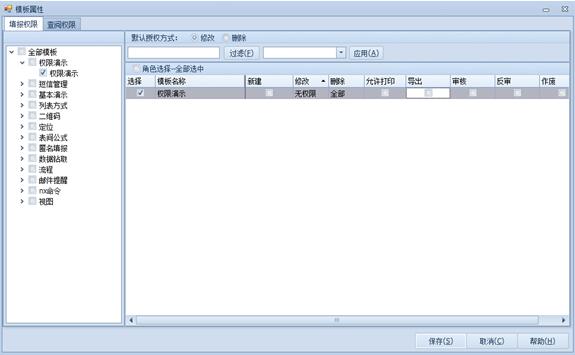 模板属性
填报权限 查阅权限
默认授权方式: 修改 删除
过滤(F) 应用(A)
角色选择--全部选中
选择 模板名称 新建 修改 删除 允许打印 导出 审核 反审 作废
权限演示 无权限 全部
全部模板
权限演示
权限演示
短信管理
基本演示
列表方式
二维码
定位
表间公式
匿名填报
数据钻取
流程
邮件提醒
nx命令
视图
保存(S) 取消(C) 帮助(H)